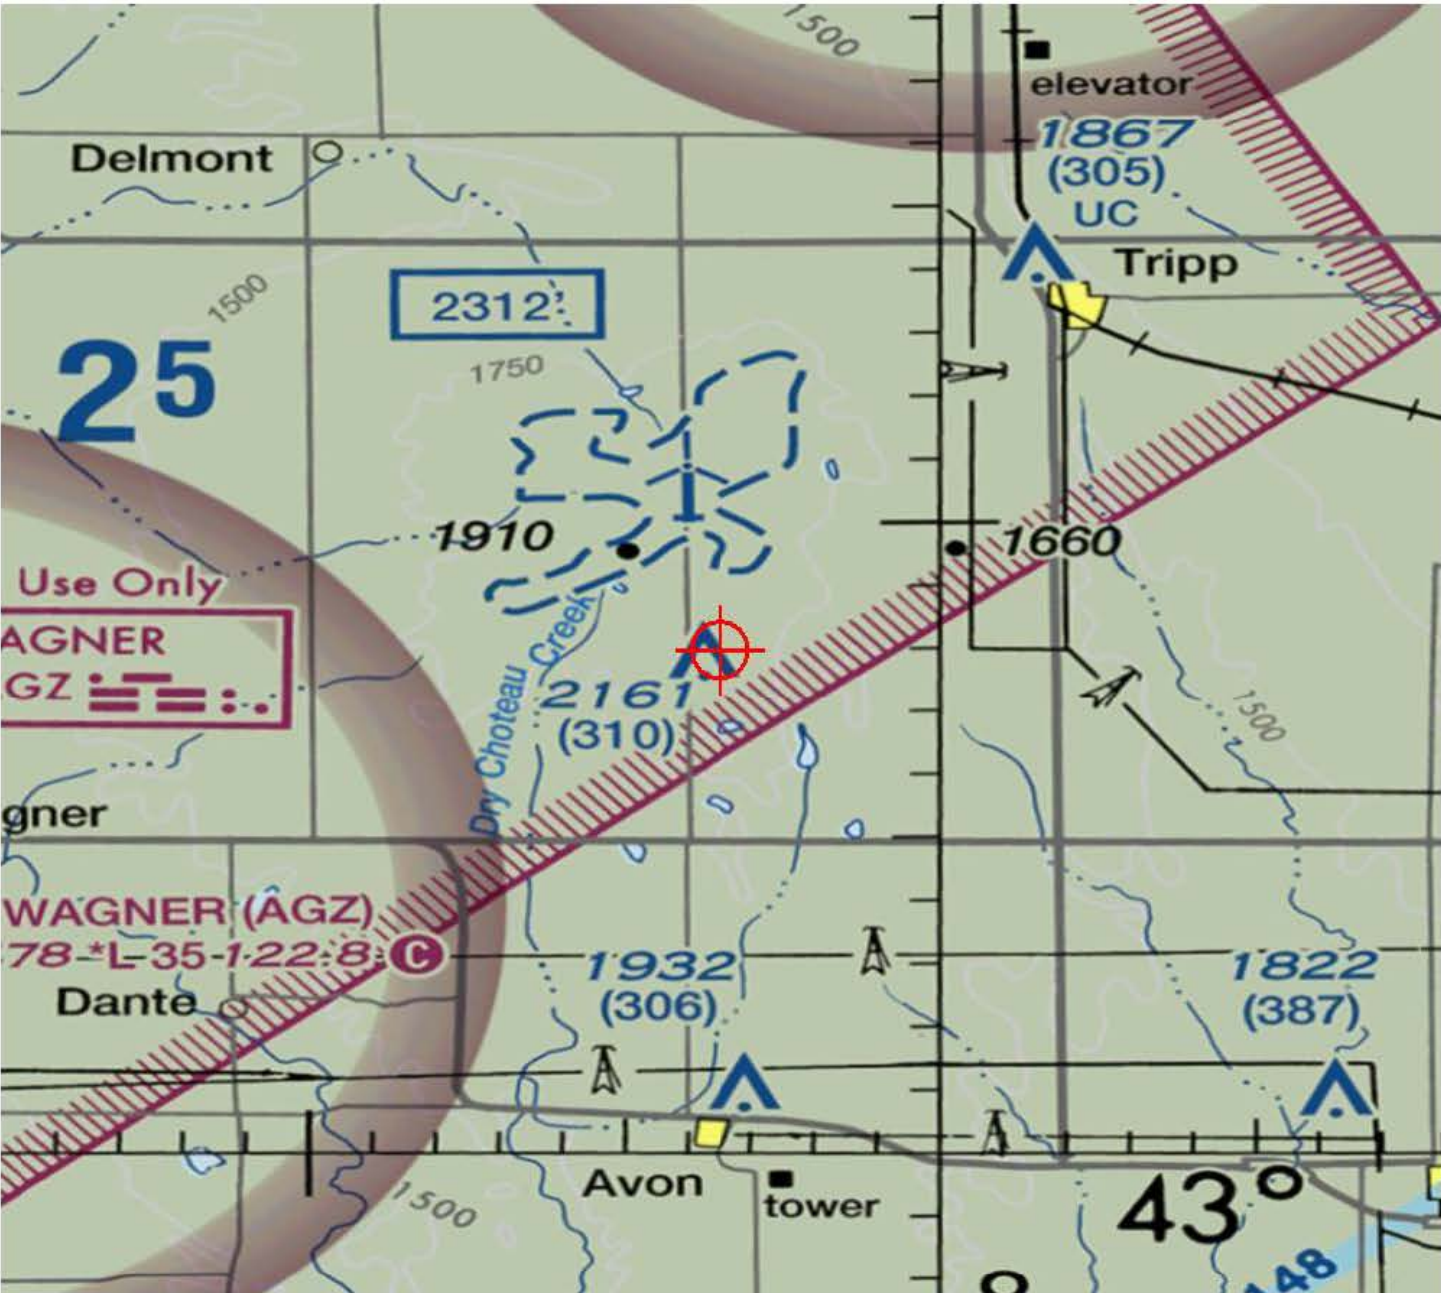 1500
elevator
1867
(305)
UC
Delmont
Tripp
1500
2312'
1750
25
1910
1660
Use Only
AGNER
GZ
Dry Choteau Creek
2161
(310)
1500
gner
WAGNER (AGZ)
78 *L 35 122.8 C
Dante
1932
(306)
1822
(387)
Avon
tower
1500
43°
148